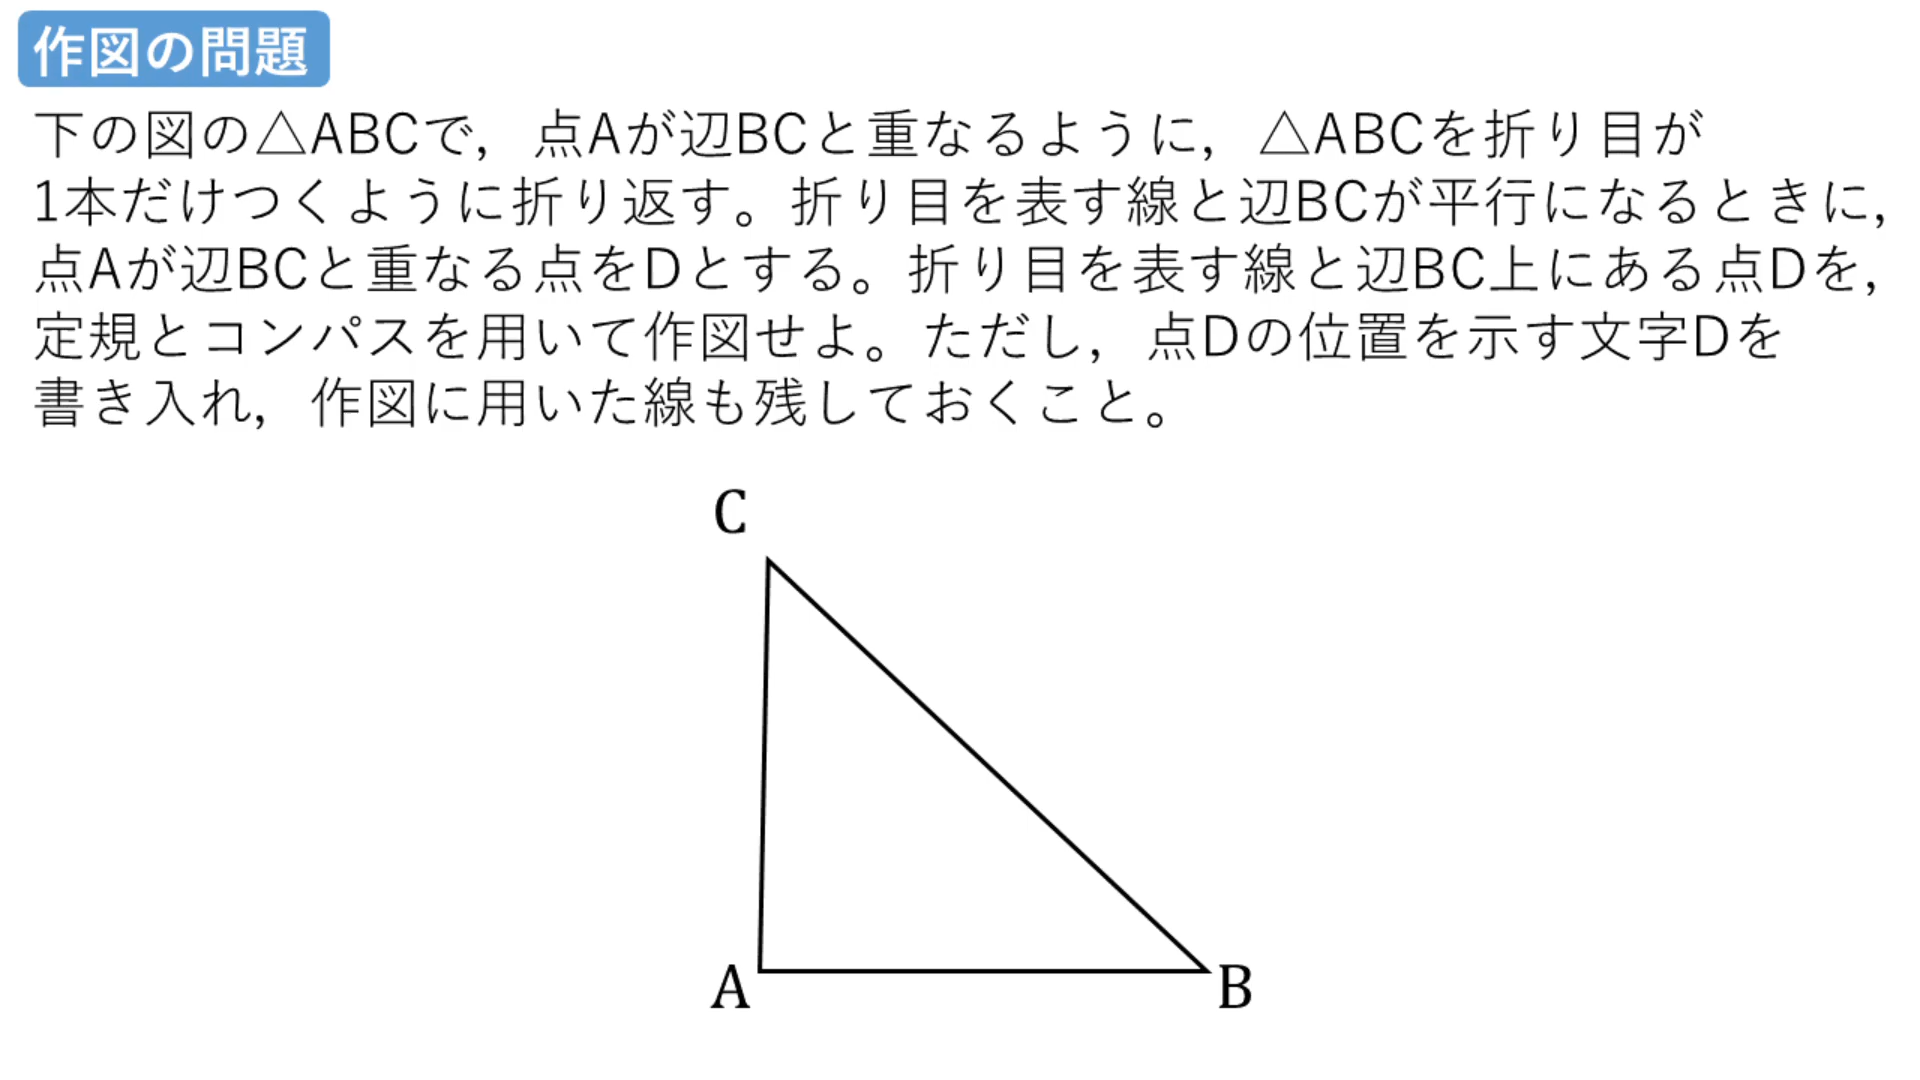 作図の問題
下の図の△ABCで，点Aが辺BCと重なるように，△ABCを折り目が
1本だけつくように折り返す。折り目を表す線と辺BCが平行になるときに，
点Aが辺BCと重なる点をDとする。折り目を表す線と辺BC上にある点Dを，
定規とコンパスを用いて作図せよ。ただし，点Dの位置を示す文字Dを
書き入れ，作図に用いた線も残しておくこと。
C
A
B